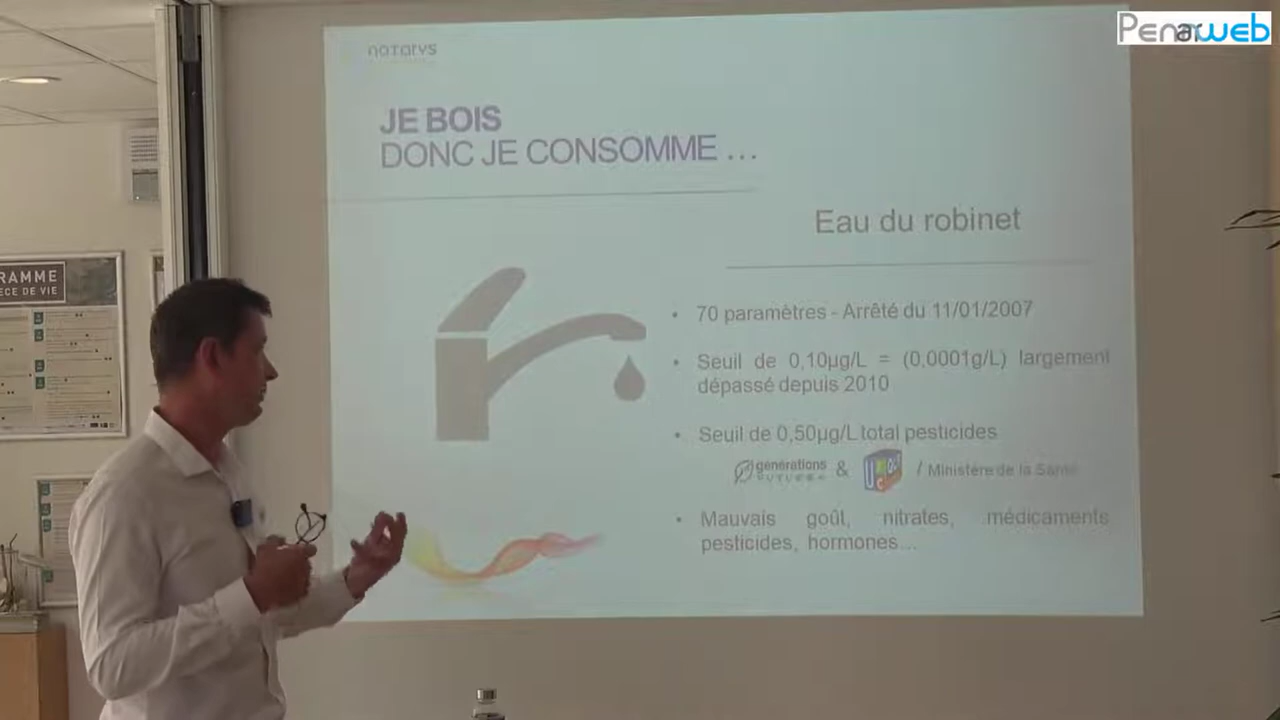 Penarweb
natarys
JE BOIS
DONC JE CONSOMME ...
Eau du robinet
• 70 paramètres - Arrêté du 11/01/2007
• Seuil de 0,10µg/L = (0,0001g/L) largement
dépassé depuis 2010
• Seuil de 0,50µg/L total pesticides
générations & / Ministère de la Santé
FUTURES
• Mauvais goût, nitrates, médicaments
pesticides, hormones...
RAMME
ECE DE VIE